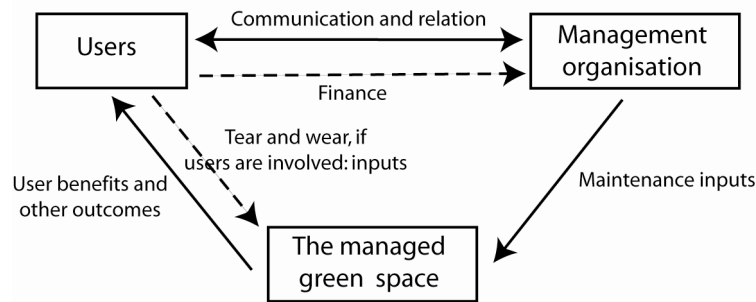 Communication and relation
Users
Management
organisation
Finance
Tear and wear, if
users are involved: inputs
User benefits and
other outcomes
Maintenance inputs
The managed
green space